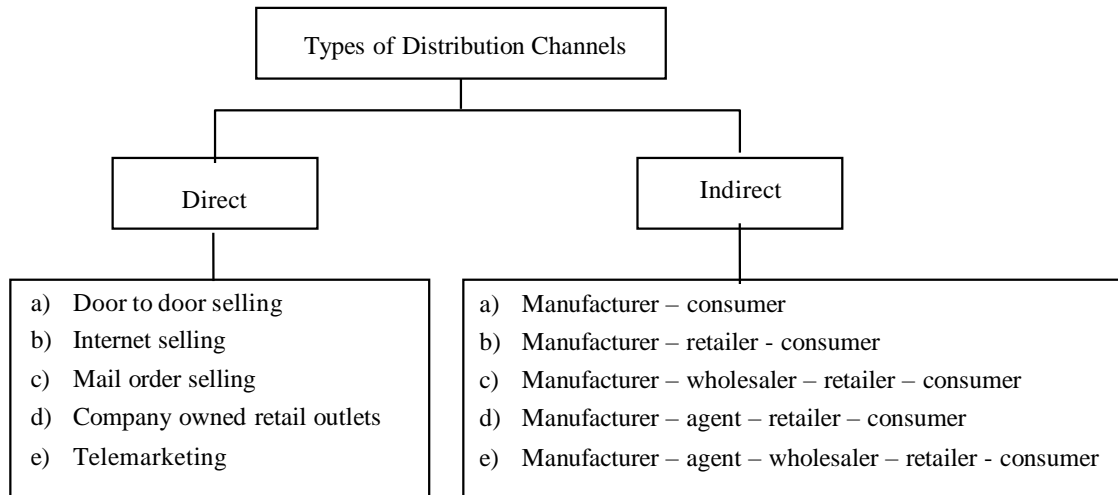 Types of Distribution Channels
Direct
Indirect
a) Door to door selling
b) Internet selling
c) Mail order selling
d) Company owned retail outlets
e) Telemarketing
a) Manufacturer – consumer
b) Manufacturer – retailer - consumer
c) Manufacturer – wholesaler – retailer – consumer
d) Manufacturer – agent – retailer – consumer
e) Manufacturer – agent – wholesaler – retailer - consumer